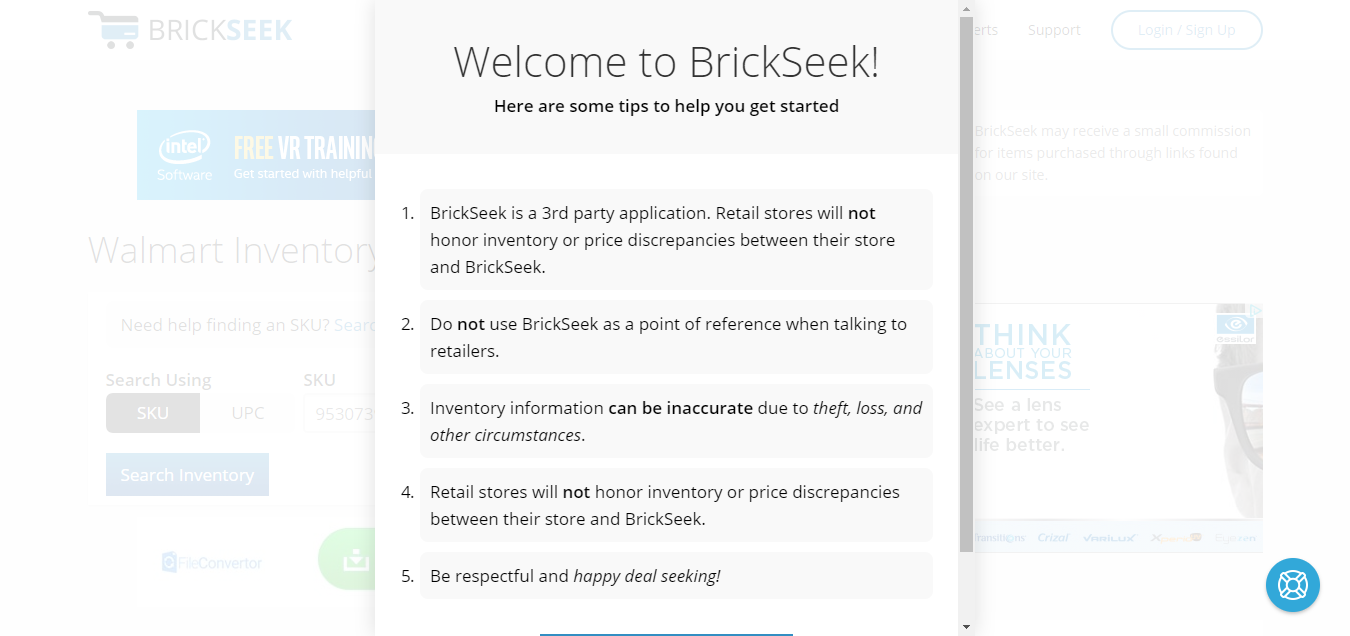 BRICKSEEK
erts
Support
Login / Sign Up
Welcome to BrickSeek!
Here are some tips to help you get started
intel
Software
FREE VR TRAINING
Get started with helpful
BrickSeek may receive a small commission
for items purchased through links found
on our site.
1. BrickSeek is a 3rd party application. Retail stores will not
honor inventory or price discrepancies between their store
and BrickSeek.
Walmart Inventory
2. Do not use BrickSeek as a point of reference when talking to
retailers.
Need help finding an SKU? Searc
Search Using
SKU
SKU
UPC
953073
Search Inventory
3. Inventory information can be inaccurate due to theft, loss, and
other circumstances.
4. Retail stores will not honor inventory or price discrepancies
between their store and BrickSeek.
5. Be respectful and happy deal seeking!
THINK
ABOUT YOUR
LENSES
See a lens
expert to see
life better.
essilor
Transitions
Crizal
VARILUX
Xperio
Eyezen
FileConvertor